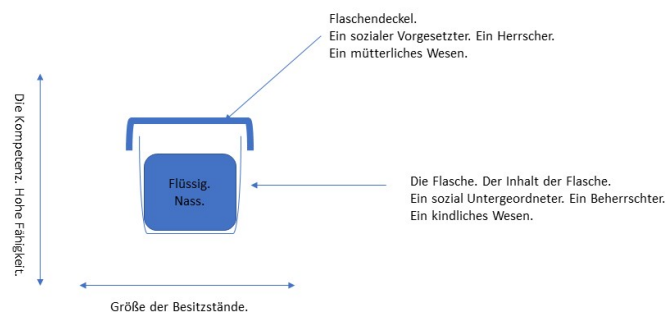 Flaschendeckel.
Ein sozialer Vorgesetzter. Ein Herrscher.
Ein mütterliches Wesen.
Die Kompetenz. Hohe Fähigkeit.
Flüssig.
Nass.
Die Flasche. Der Inhalt der Flasche.
Ein sozial Untergeordneter. Ein Beherrschter.
Ein kindliches Wesen.
Größe der Besitzstände.